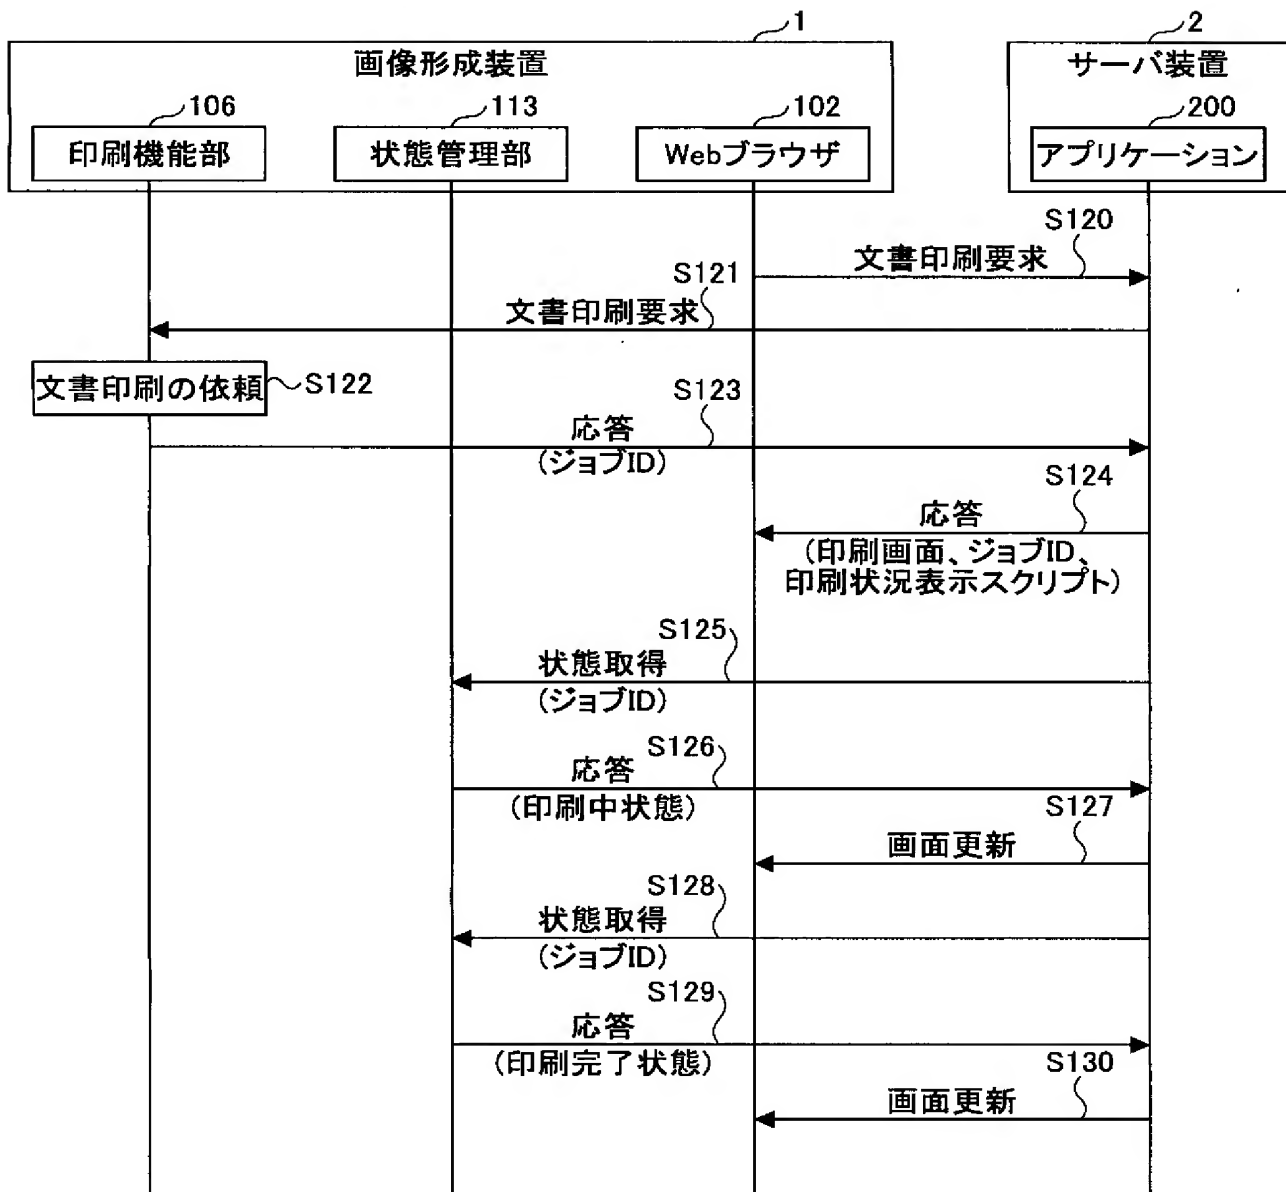 1
2
画像形成装置
サーバ装置
106
113
102
200
印刷機能部
状態管理部
Webブラウザ
アプリケーション
S120
文書印刷要求
S121
文書印刷要求
文書印刷の依頼
S122
S123
応答
(ジョブID)
S124
応答
(印刷画面、ジョブID、
印刷状況表示スクリプト)
S125
状態取得
(ジョブID)
S126
応答
(印刷中状態)
S127
画面更新
S128
状態取得
(ジョブID)
S129
応答
(印刷完了状態)
S130
画面更新